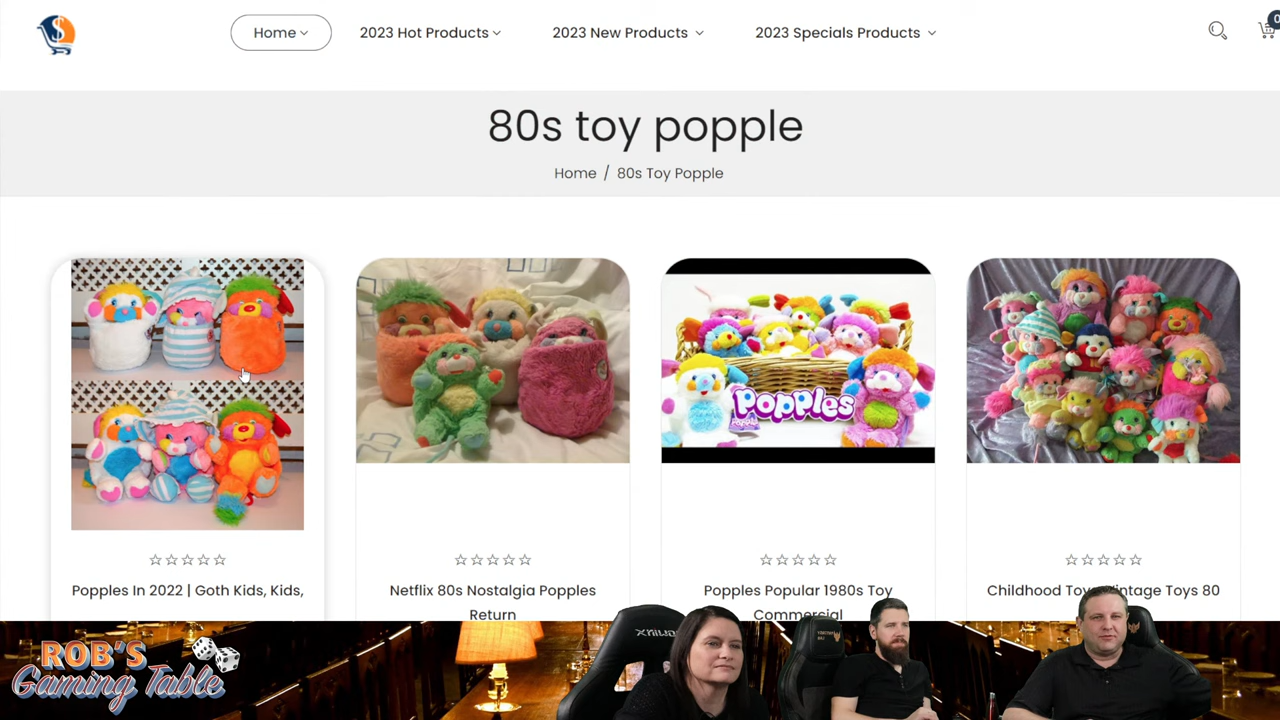 Home
2023 Hot Products
2023 New Products
2023 Specials Products
0
80s toy popple
Home / 80s Toy Popple
Popples
☆☆☆☆☆
☆☆☆☆☆
☆☆☆☆☆
☆☆☆☆☆
Popples In 2022 | Goth Kids, Kids,
Netflix 80s Nostalgia Popples
Return
Popples Popular 1980s Toy
Commercial
Childhood Toys Vintage Toys 80
ROB'S
Gaming Table